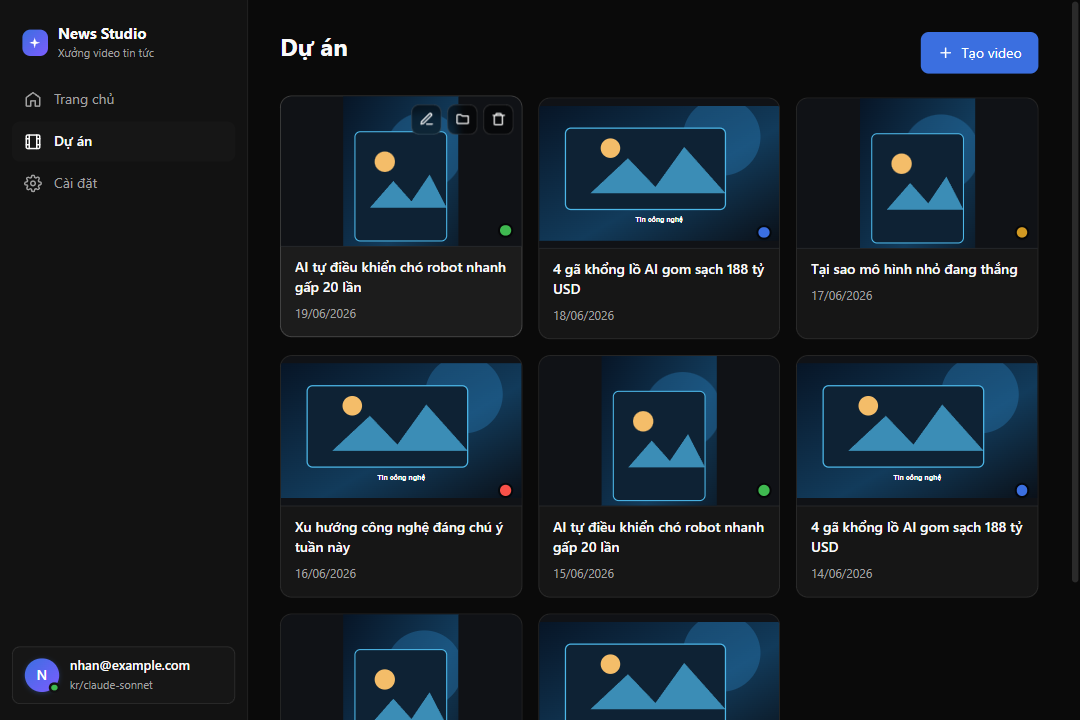 News Studio
Xưởng video tin tức
Trang chủ
Dự án
Cài đặt
nhan@example.com
kr/claude-sonnet
N
Dự án
+ Tạo video
AI tự điều khiển chó robot nhanh
gấp 20 lần
19/06/2026
Tin công nghệ
4 gã khổng lồ AI gom sạch 188 tỷ
USD
18/06/2026
Tại sao mô hình nhỏ đang thắng
17/06/2026
Tin công nghệ
Xu hướng công nghệ đáng chú ý
tuần này
16/06/2026
AI tự điều khiển chó robot nhanh
gấp 20 lần
15/06/2026
Tin công nghệ
4 gã khổng lồ AI gom sạch 188 tỷ
USD
14/06/2026